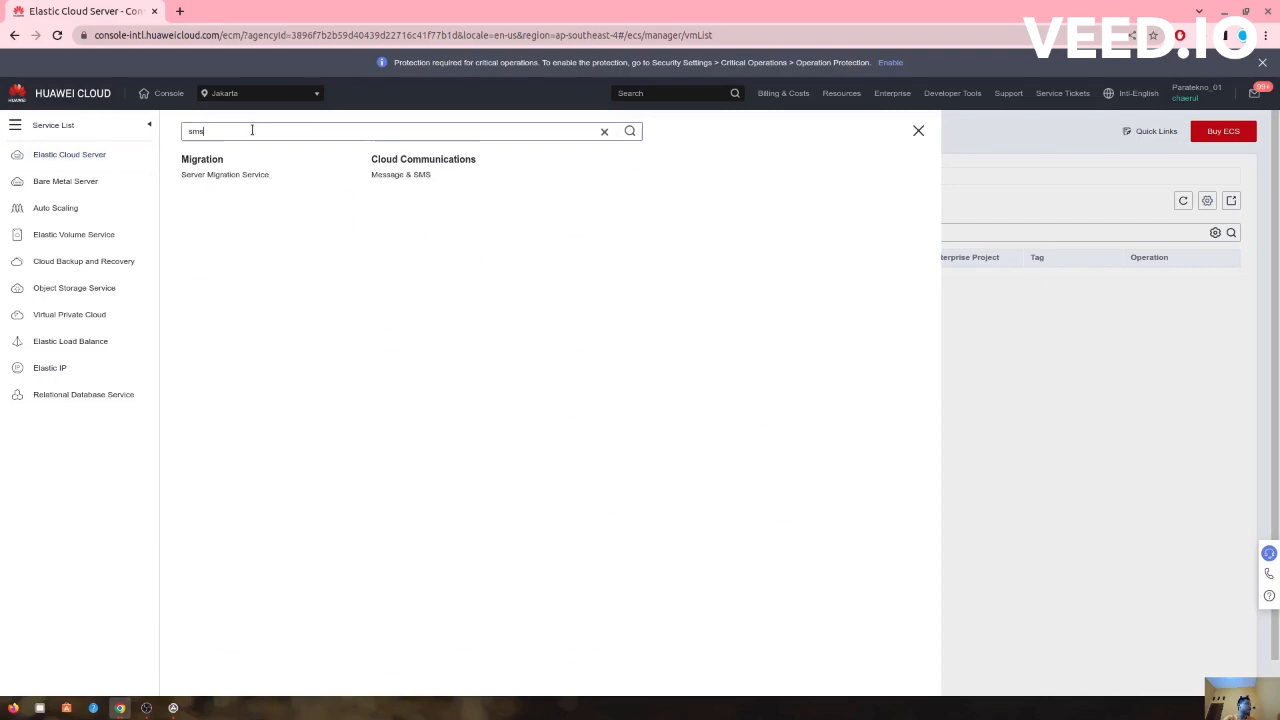 Elastic Cloud Server - Con
console-intl.huaweicloud.com/ecm/?agencyId=3896f7b2b59d40439d22713f1f77b10&locale=en-us&region=ap-southeast-4#/ecs/manager/vmList
VEED.IO
Protection required for critical operations. To enable the protection, go to Security Settings > Critical Operations > Operation Protection. Enable
HUAWEI CLOUD
Console
Jakarta
Search
Billing & Costs
Resources
Enterprise
Developer Tools
Support
Service Tickets
Intl-English
Paratekno_01
chaerul
99+
Service List
sms
Quick Links
Buy ECS
Elastic Cloud Server
Migration
Cloud Communications
Server Migration Service
Message & SMS
Bare Metal Server
Auto Scaling
Elastic Volume Service
Cloud Backup and Recovery
terprise Project
Tag
Operation
Object Storage Service
Virtual Private Cloud
Elastic Load Balance
Elastic IP
Relational Database Service